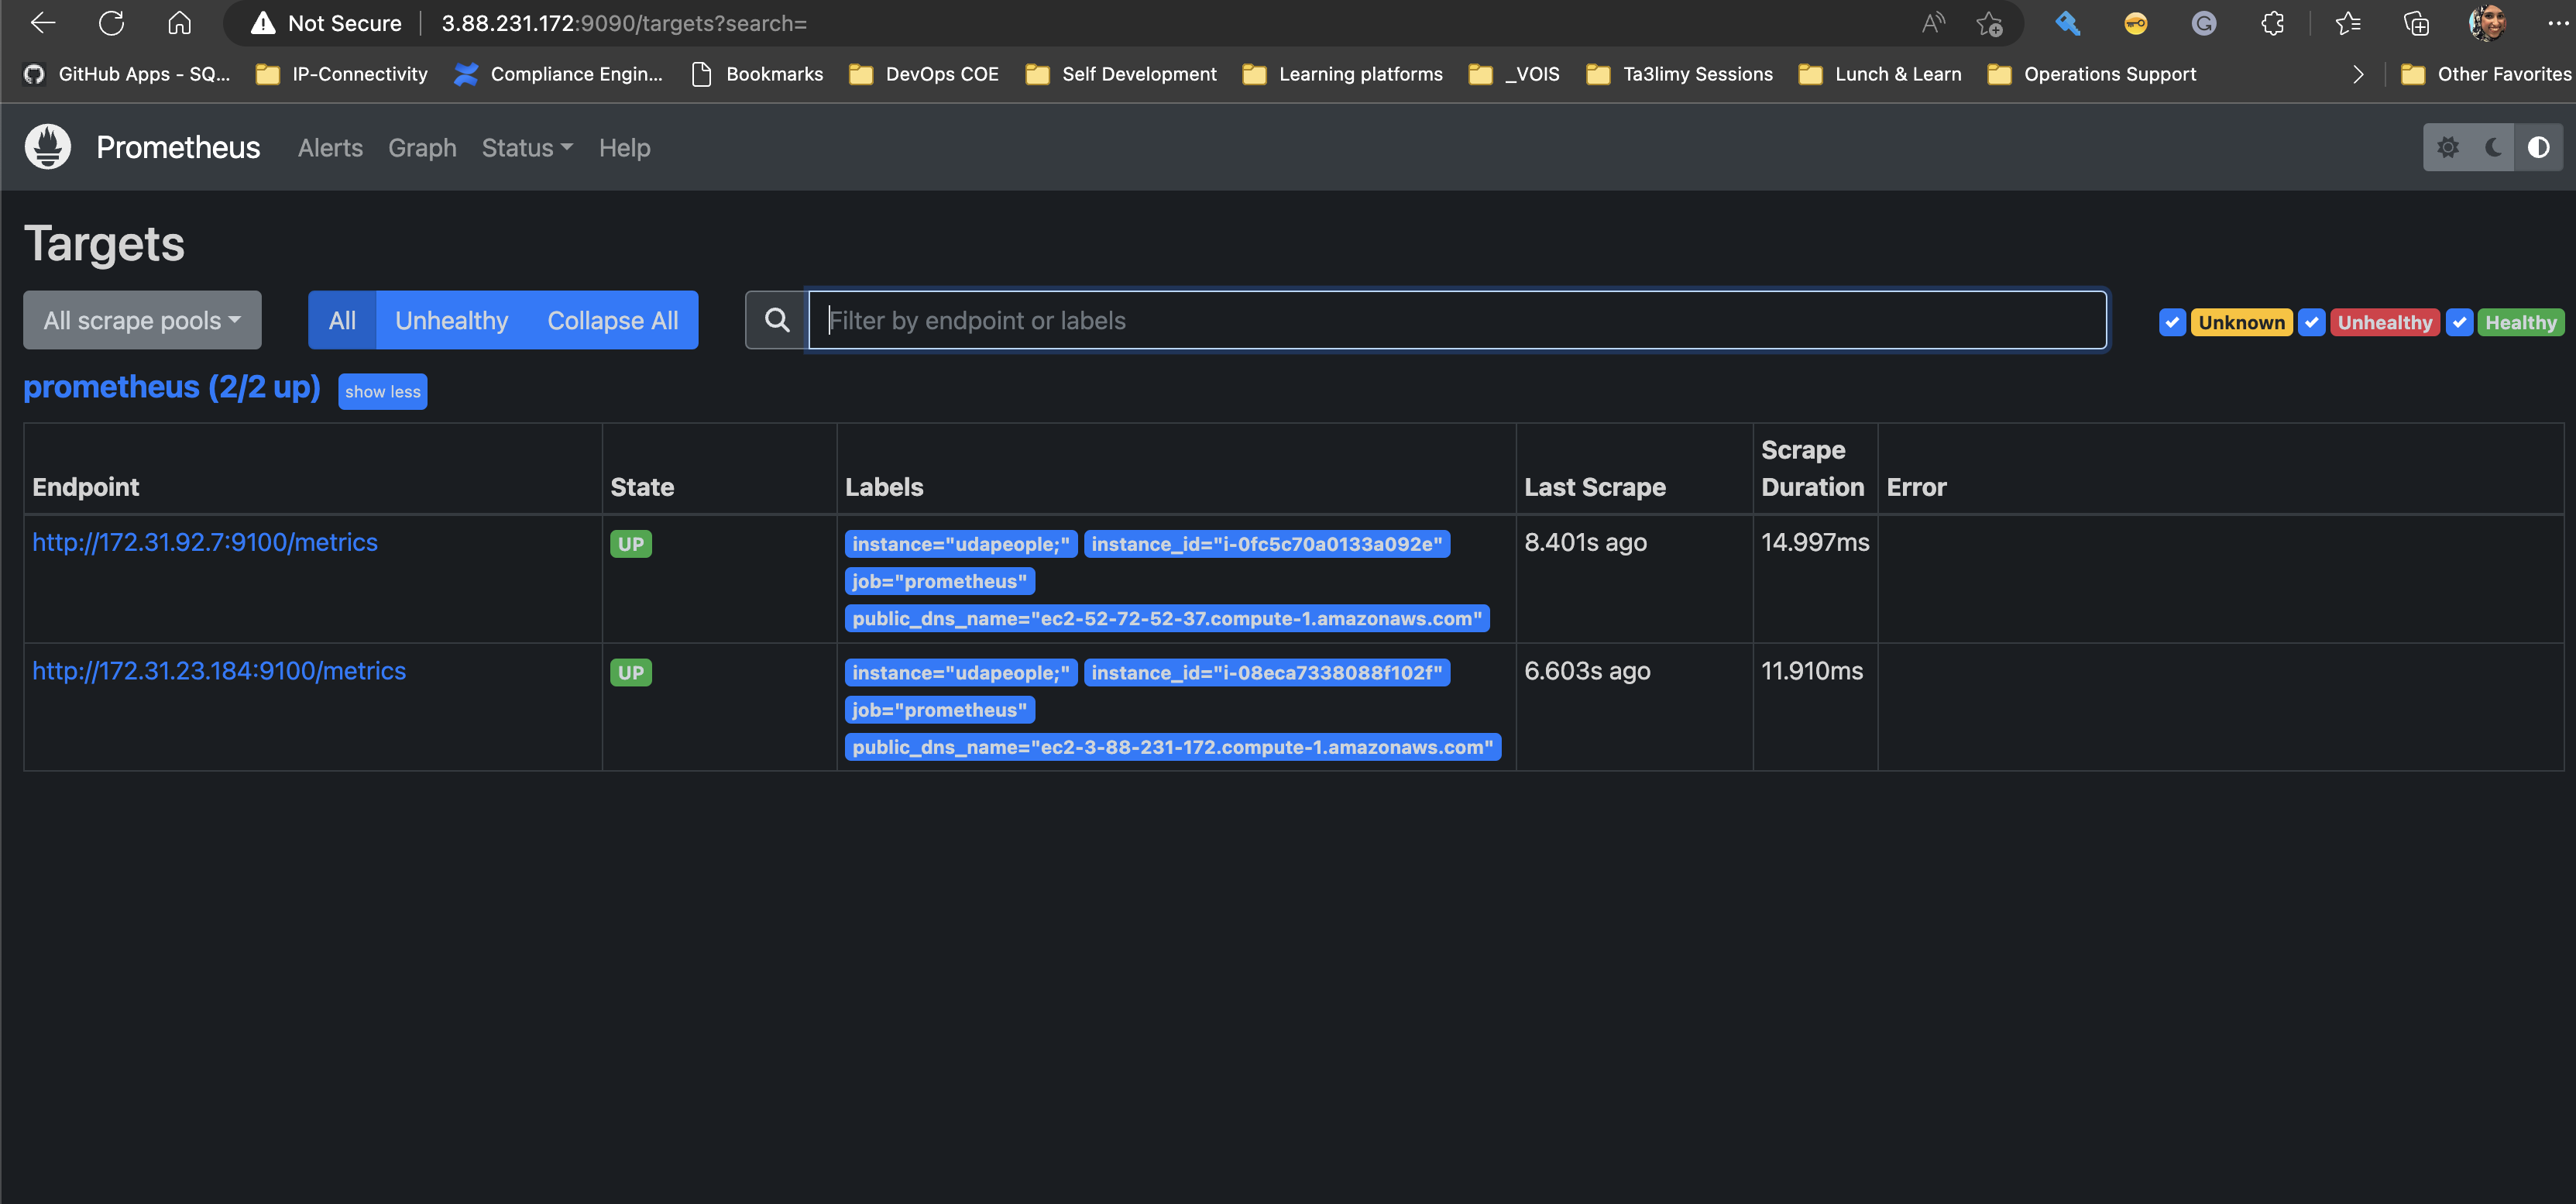 Not Secure 3.88.231.172:9090/targets?search=
GitHub Apps - SQ... IP-Connectivity Compliance Engin... Bookmarks DevOps COE Self Development Learning platforms _VOIS Ta3limy Sessions Lunch & Learn Operations Support Other Favorites
Prometheus Alerts Graph Status Help
Targets
All scrape pools All Unhealthy Collapse All Filter by endpoint or labels Unknown Unhealthy Healthy
prometheus (2/2 up) show less
Endpoint State Labels Last Scrape Scrape Duration Error
http://172.31.92.7:9100/metrics UP instance="udapeople;" instance_id="i-0fc5c70a0133a092e" 8.401s ago 14.997ms
job="prometheus"
public_dns_name="ec2-52-72-52-37.compute-1.amazonaws.com"
http://172.31.23.184:9100/metrics UP instance="udapeople;" instance_id="i-08eca7338088f102f" 6.603s ago 11.910ms
job="prometheus"
public_dns_name="ec2-3-88-231-172.compute-1.amazonaws.com"